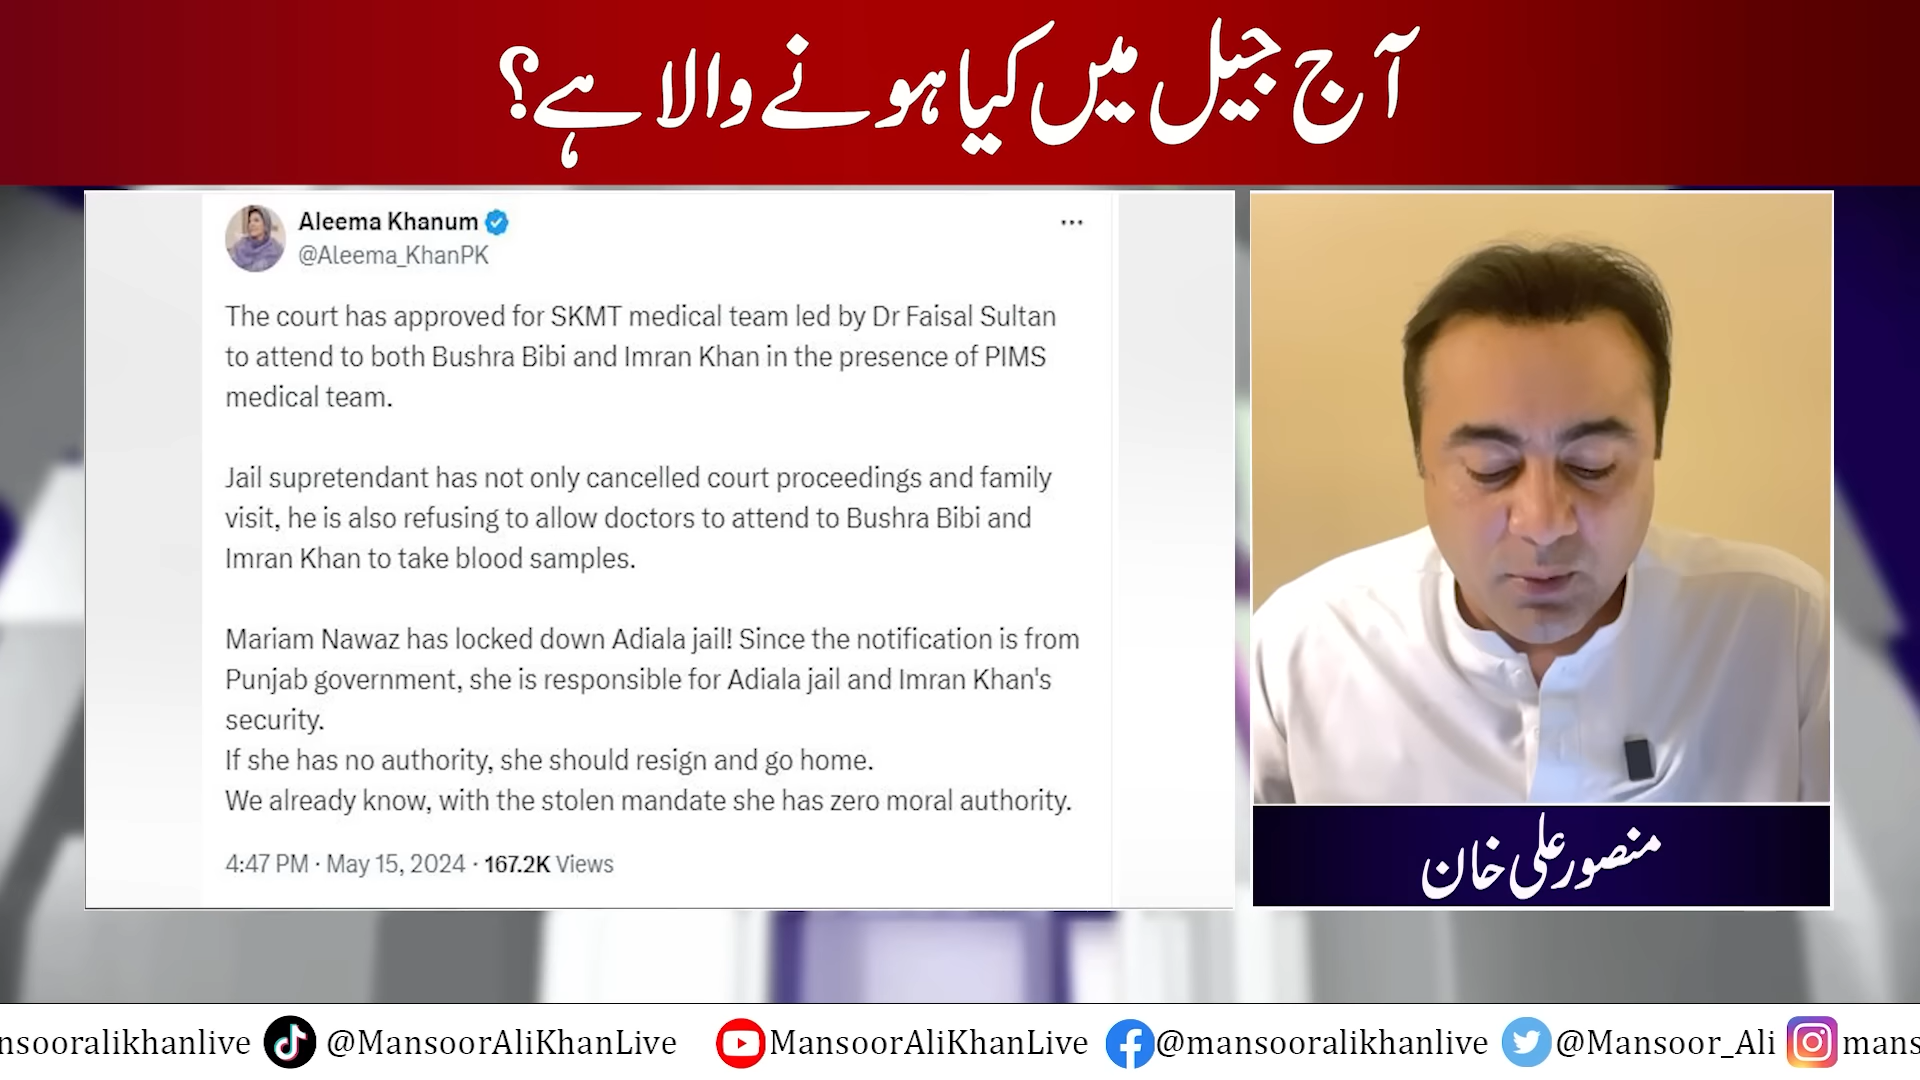 آج جیل میں کیا ہونے والا ہے؟
Aleema Khanum
@Aleema_KhanPK
The court has approved for SKMT medical team led by Dr Faisal Sultan
to attend to both Bushra Bibi and Imran Khan in the presence of PIMS
medical team.
Jail supretendant has not only cancelled court proceedings and family
visit, he is also refusing to allow doctors to attend to Bushra Bibi and
Imran Khan to take blood samples.
Mariam Nawaz has locked down Adiala jail! Since the notification is from
Punjab government, she is responsible for Adiala jail and Imran Khan's
security.
If she has no authority, she should resign and go home.
We already know, with the stolen mandate she has zero moral authority.
4:47 PM · May 15, 2024 · 167.2K Views
منصور علی خان
nsooralikhanlive @MansoorAliKhanLive MansoorAliKhanLive @mansooralikhanlive @Mansoor_Ali mans